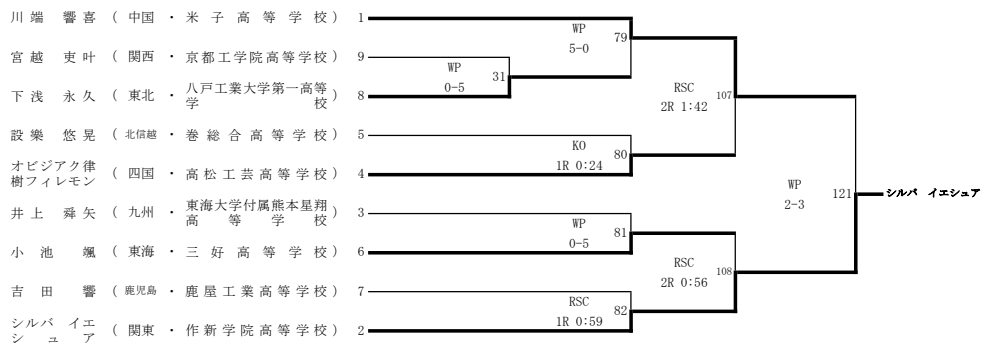 川端 響喜 ( 中国 ・ 米子高等学校 ) 1
宮越 吏叶 ( 関西 ・ 京都工学院高等学校 ) 9
下浅 永久 ( 東北 ・ 八戸工業大学第一高等学校 ) 8
設樂 悠晃 ( 北信越 ・ 巻総合高等学校 ) 5
オビジアク律樹フィレモン ( 四国 ・ 高松工芸高等学校 ) 4
井上 舜矢 ( 九州 ・ 東海大学付属熊本星翔高等学校 ) 3
小池 颯 ( 東海 ・ 三好高等学校 ) 6
吉田 響 ( 鹿児島 ・ 鹿屋工業高等学校 ) 7
シルバ イエシュア ( 関東 ・ 作新学院高等学校 ) 2
WP
0-5
31
WP
5-0
79
KO
1R 0:24
80
WP
0-5
81
RSC
1R 0:59
82
RSC
2R 1:42
107
RSC
2R 0:56
108
WP
2-3
121
シルバ イエシュア